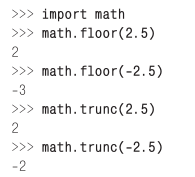 >>> import math
>>> math.floor(2.5)
2
>>> math.floor(-2.5)
-3
>>> math.trunc(2.5)
2
>>> math.trunc(-2.5)
-2